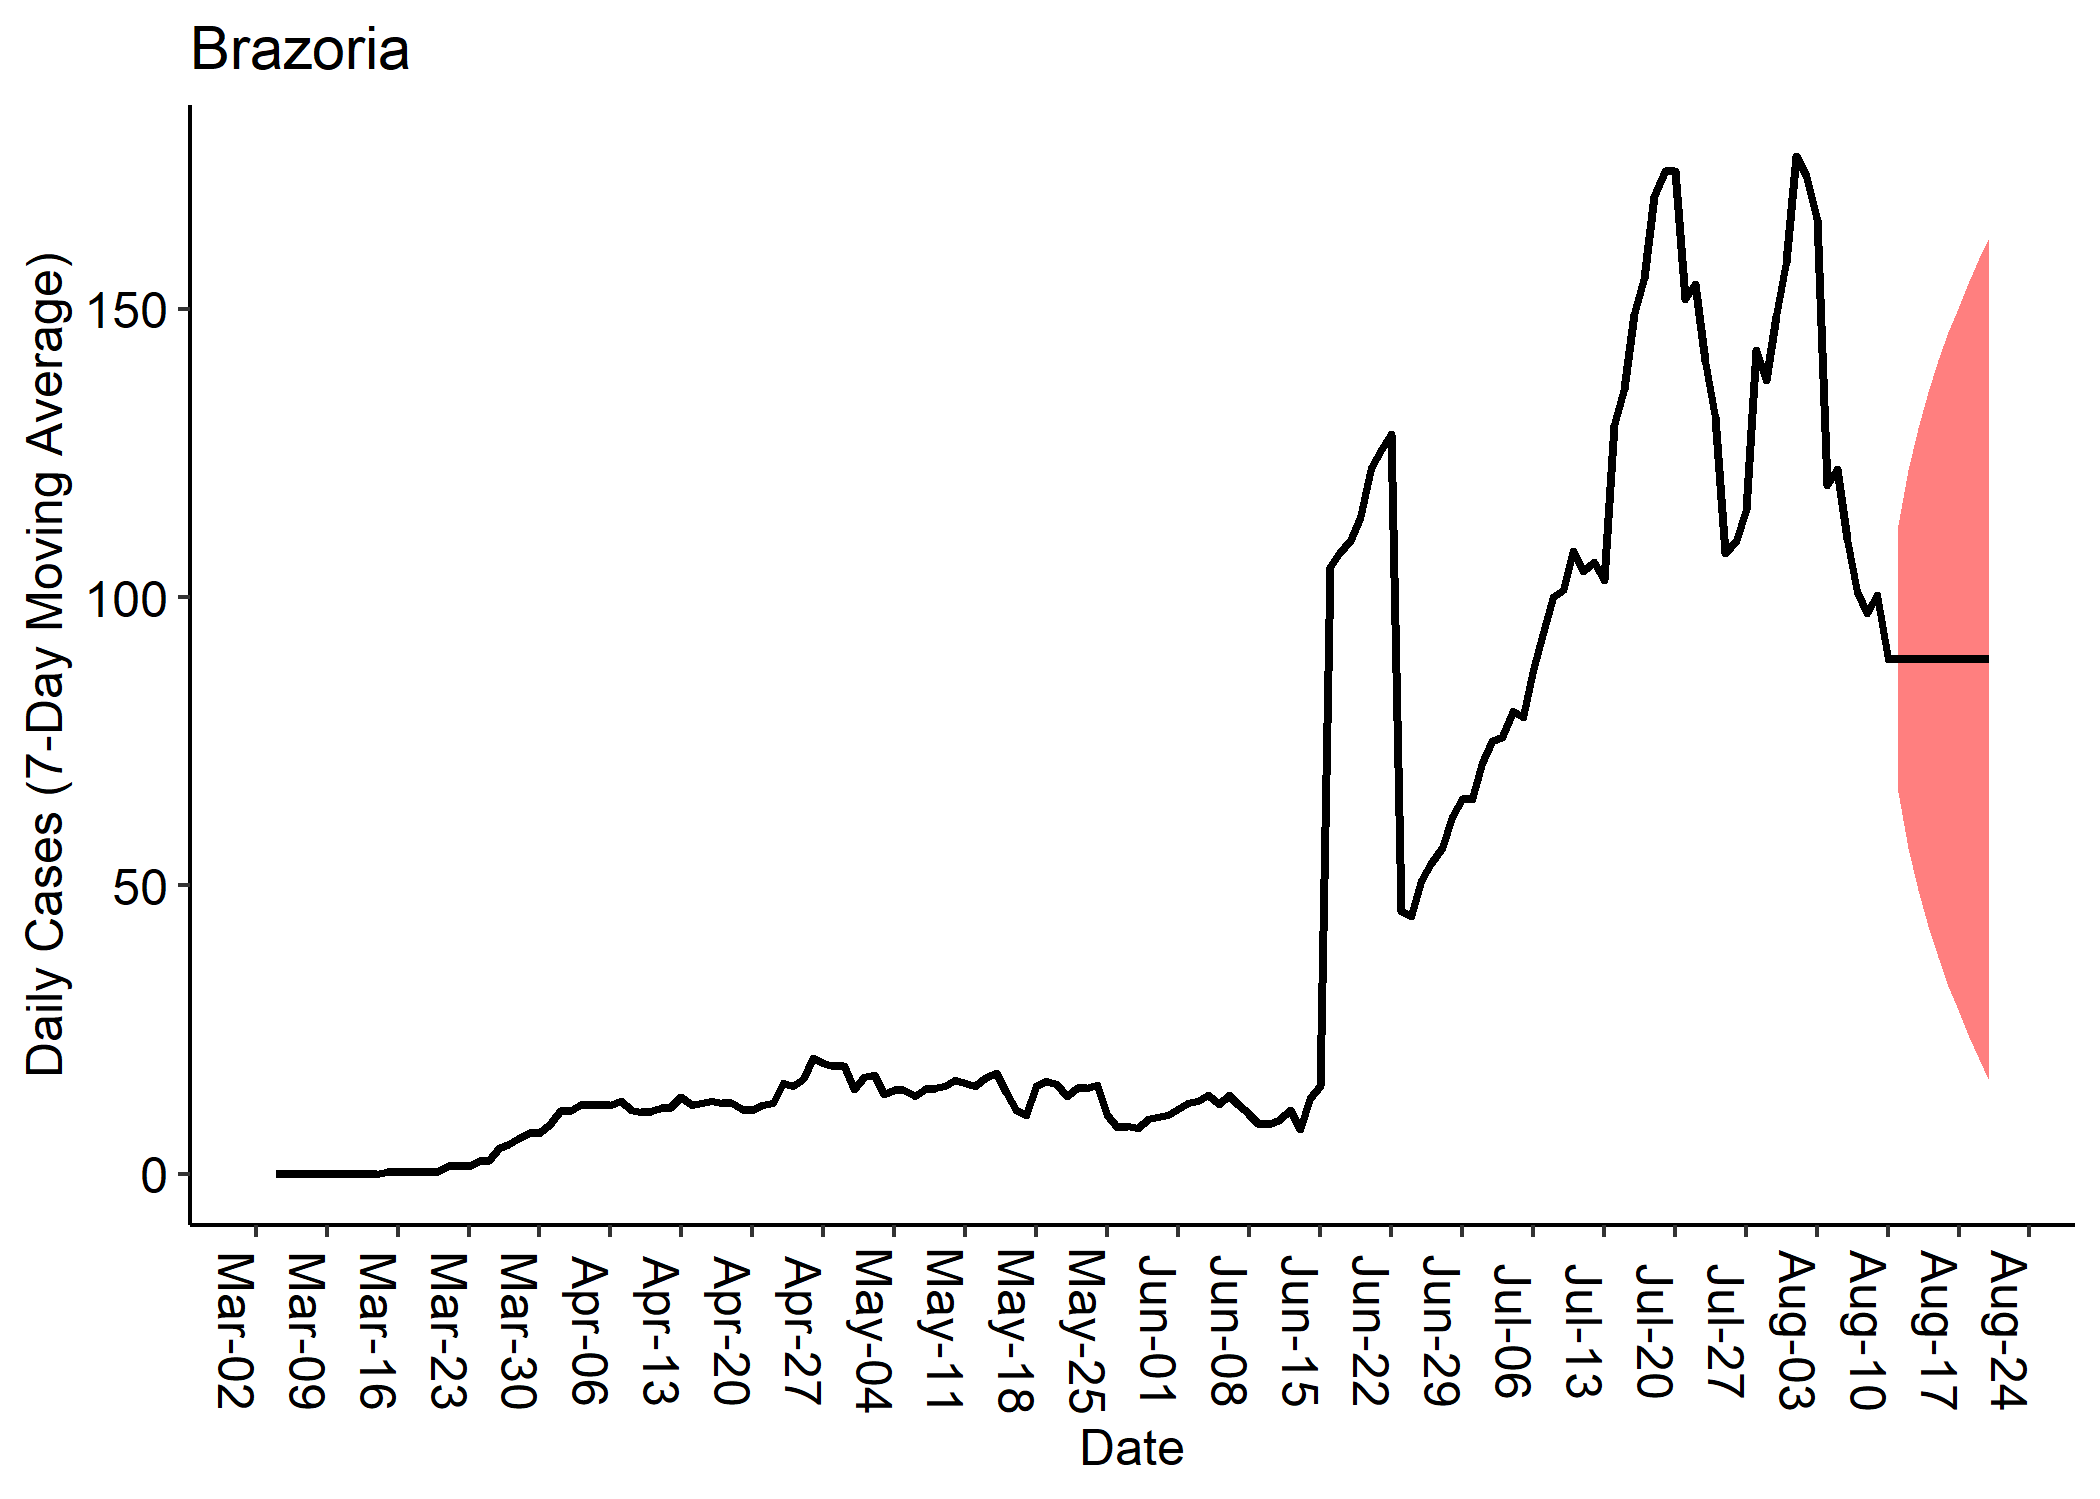 Brazoria
Daily Cases (7-Day Moving Average)
150
100
50
0
Mar-02
Mar-09
Mar-16
Mar-23
Mar-30
Apr-06
Apr-13
Apr-20
Apr-27
May-04
May-11
May-18
May-25
Jun-01
Jun-08
Jun-15
Jun-22
Jun-29
Jul-06
Jul-13
Jul-20
Jul-27
Aug-03
Aug-10
Aug-17
Aug-24
Date